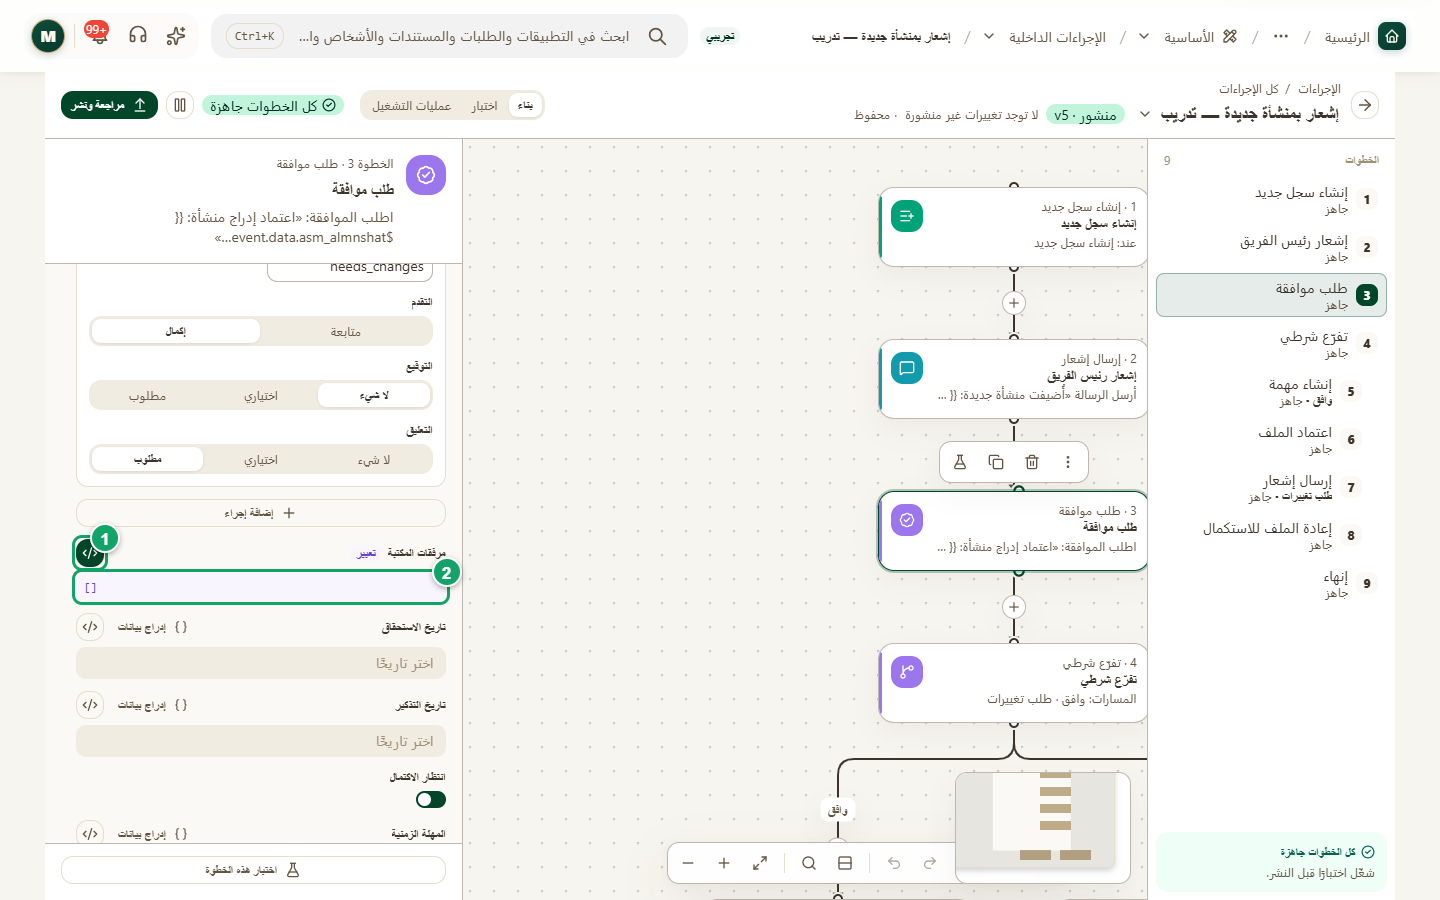 الرئيسية / ··· / الأساسية / الإجراءات الداخلية / إشعار بمنشأة جديدة — تدريب
تجريبي
ابحث في التطبيقات والطلبات والمستندات والأشخاص وا...
Ctrl+K
99+
M
الإجراءات / كل الإجراءات
إشعار بمنشأة جديدة — تدريب
منشور · v5
لا توجد تغييرات غير منشورة · محفوظ
بناء
اختبار
عمليات التشغيل
كل الخطوات جاهزة
مراجعة ونشر
الخطوات
9
1
إنشاء سجل جديد
جاهز
2
إشعار رئيس الفريق
جاهز
3
طلب موافقة
جاهز
4
تفرّع شرطي
جاهز
5
إنشاء مهمة
وافق • جاهز
6
اعتماد الملف
جاهز
7
إرسال إشعار
طلب تغييرات • جاهز
8
إعادة الملف للاستكمال
جاهز
9
إنهاء
جاهز
كل الخطوات جاهزة
شغّل اختبارًا قبل النشر.
1 · إنشاء سجل جديد
إنشاء سجل جديد
عند: إنشاء سجل جديد
2 · إرسال إشعار
إشعار رئيس الفريق
أرسل الرسالة «أُضيفت منشأة جديدة: {{ ...
3 · طلب موافقة
طلب موافقة
اطلب الموافقة: «اعتماد إدراج منشأة: {{ ...
4 · تفرّع شرطي
تفرّع شرطي
المسارات: وافق · طلب تغييرات
وافق
الخطوة 3 · طلب موافقة
طلب موافقة
اطلب الموافقة: «اعتماد إدراج منشأة: {{
$event.data.asm_almnshat...»
needs_changes
التقدم
متابعة
إكمال
التوقيع
لا شيء
اختياري
مطلوب
التعليق
لا شيء
اختياري
مطلوب
إضافة إجراء
مرفقات المكتبة
تعبير
1
2
[]
تاريخ الاستحقاق
{ } إدراج بيانات
اختر تاريخًا
تاريخ التذكير
{ } إدراج بيانات
اختر تاريخًا
انتظار الاكتمال
المهلة الزمنية
{ } إدراج بيانات
اختبار هذه الخطوة